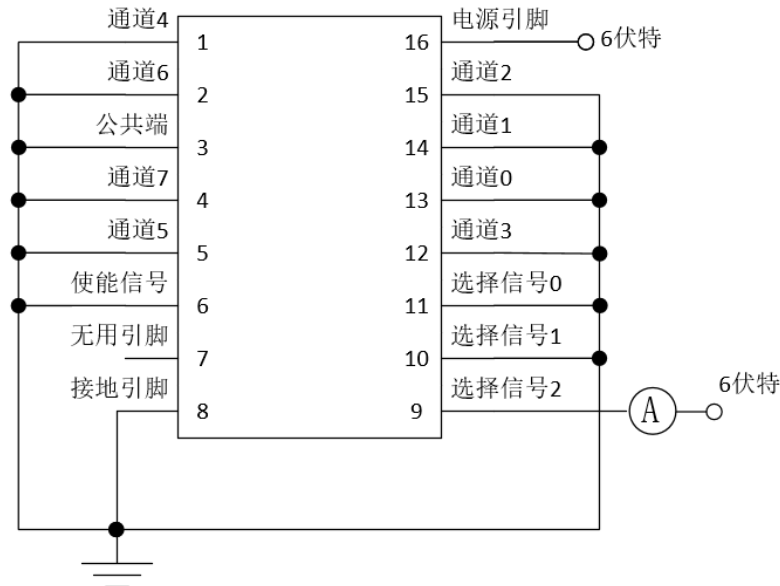 通道4
1
16
电源引脚
6伏特
通道6
2
15
通道2
公共端
3
14
通道1
通道7
4
13
通道0
通道5
5
12
通道3
使能信号
6
11
选择信号0
无用引脚
7
10
选择信号1
接地引脚
8
9
选择信号2
A
6伏特